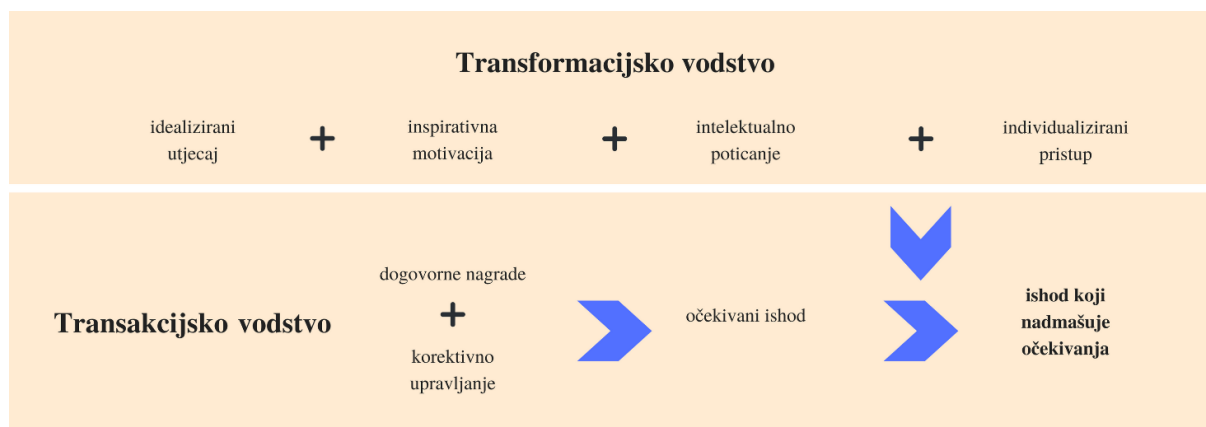 Transformacijsko vodstvo
idealizirani
utjecaj
+
inspirativna
motivacija
+
intelektualno
poticanje
+
individualizirani
pristup
Transakcijsko vodstvo
dogovorne nagrade
+
korektivno
upravljanje
očekivani ishod
ishod koji
nadmašuje
očekivanja